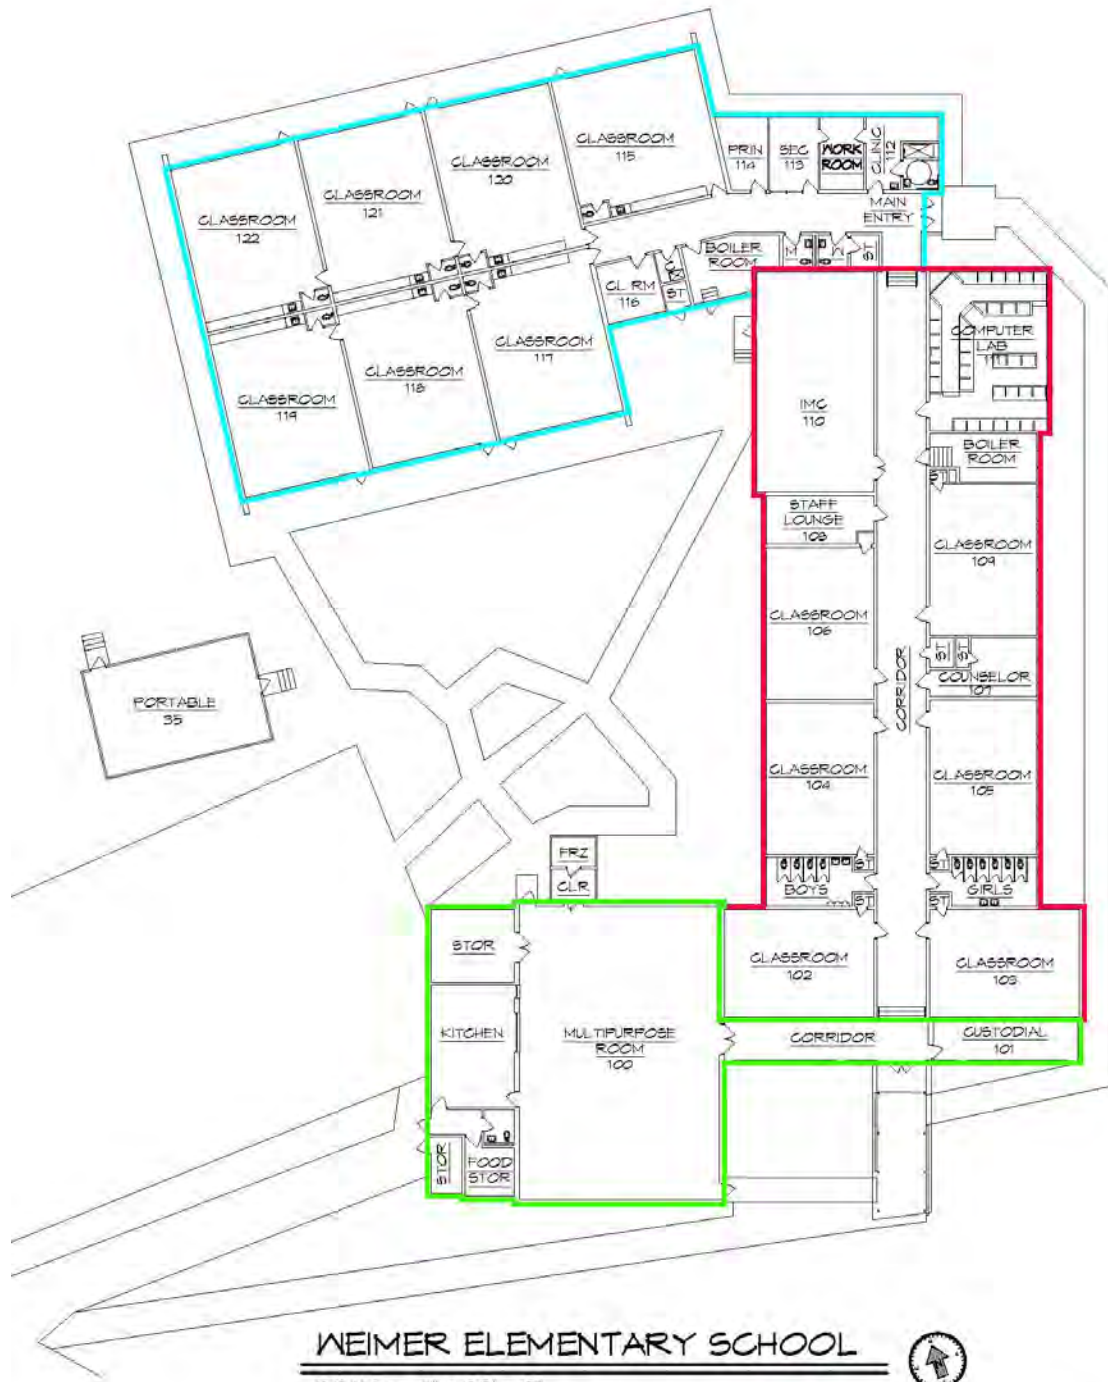 CLASSROOM
115
PRIN
114
SEC
113
WORK
ROOM
CLINIC
112
CLASSROOM
120
CLASSROOM
121
CLASSROOM
122
MAIN
ENTRY
BOILER
ROOM
M
W
ST
CL. RM
116
ST
CLASSROOM
117
CLASSROOM
118
CLASSROOM
119
COMPUTER
LAB
111
IMC
110
BOILER
ROOM
ST
STAFF
LOUNGE
108
CLASSROOM
109
CLASSROOM
106
ST
ST
COUNSELOR
107
CORRIDOR
PORTABLE
35
CLASSROOM
104
CLASSROOM
105
FRZ
CLR
BOYS
ST
ST
ST
ST
GIRLS
STOR
CLASSROOM
102
CLASSROOM
103
KITCHEN
MULTIPURPOSE
ROOM
100
CORRIDOR
CUSTODIAL
101
STOR
FOOD
STOR
WEIMER ELEMENTARY SCHOOL